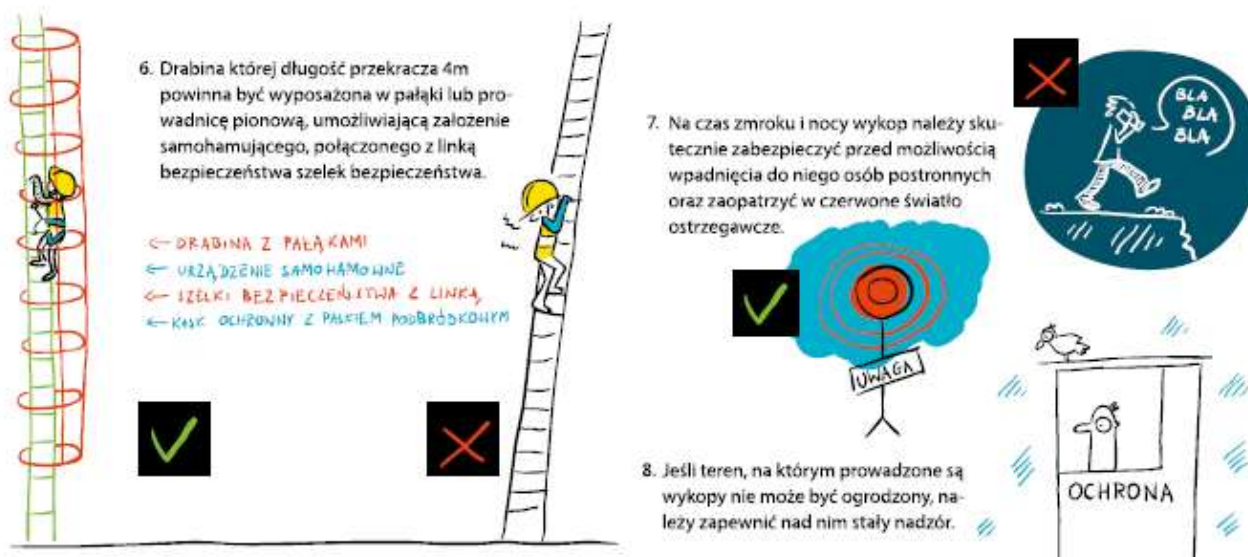 6. Drabina której długość przekracza 4m
powinna być wyposażona w pałąki lub pro-
wadnicę pionową, umożliwiającą założenie
samohamującego, połączonego z linką
bezpieczeństwa szelek bezpieczeństwa.
← DRABINA Z PAŁĄKAMI
← URZĄDZENIE SAMOHAMOWNE
← SZELKI BEZPIECZEŃSTWA Z LINKĄ
← KASK OCHRONNY Z PASKIEM PODBRÓDKOWYM
7. Na czas zmroku i nocy wykop należy sku-
tecznie zabezpieczyć przed możliwością
wpadnięcia do niego osób postronnych
oraz zaopatrzyć w czerwone światło
ostrzegawcze.
BLA
BLA
BLA
UWAGA
8. Jeśli teren, na którym prowadzone są
wykopy nie może być ogrodzony, na-
leży zapewnić nad nim stały nadzór.
OCHRONA